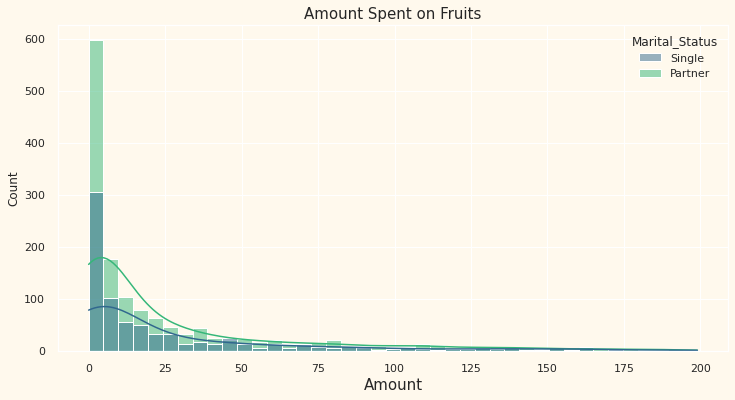 Amount Spent on Fruits
Marital_Status
Single
Partner
Count
600
500
400
300
200
100
0
0 25 50 75 100 125 150 175 200
Amount